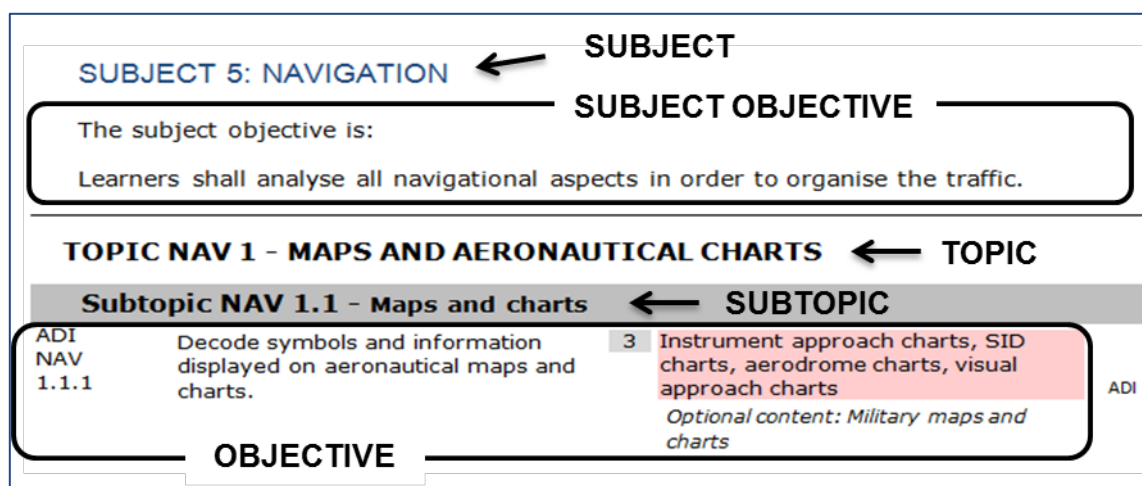 SUBJECT 5: NAVIGATION
SUBJECT
SUBJECT OBJECTIVE
The subject objective is:
Learners shall analyse all navigational aspects in order to organise the traffic.
TOPIC NAV 1 - MAPS AND AERONAUTICAL CHARTS
TOPIC
Subtopic NAV 1.1 - Maps and charts
SUBTOPIC
ADI
NAV
1.1.1
Decode symbols and information
displayed on aeronautical maps and
charts.
3
Instrument approach charts, SID
charts, aerodrome charts, visual
approach charts
Optional content: Military maps and
charts
ADI
OBJECTIVE